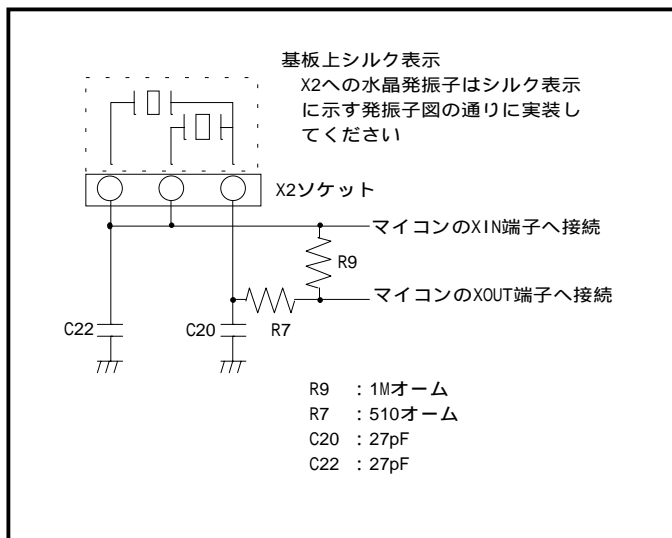 基板上シルク表示
X2への水晶発振子はシルク表示
に示す発振子図の通りに実装し
てください
X2ソケット
マイコンのXIN端子へ接続
R9
マイコンのXOUT端子へ接続
C22
C20
R7
R9 :1Mオーム
R7 :510オーム
C20 :27pF
C22 :27pF